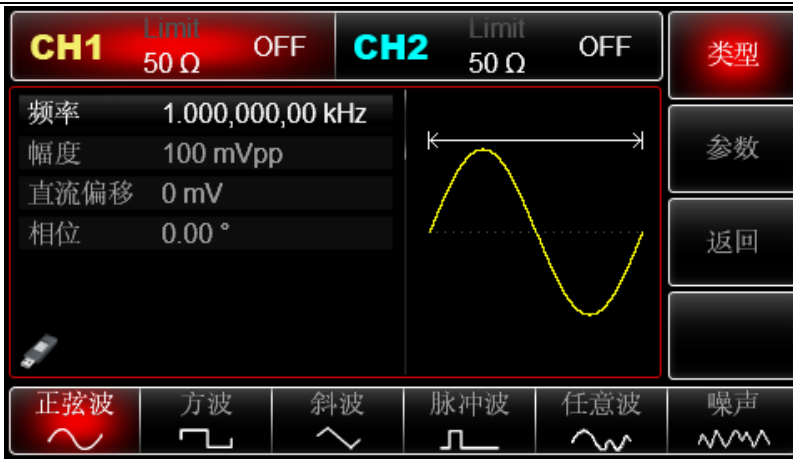 CH1 Limit 50 Ω OFF
CH2 Limit 50 Ω OFF
类型
频率 1.000,000,00 kHz
幅度 100 mVpp
直流偏移 0 mV
相位 0.00 °
参数
返回
正弦波 方波 斜波 脉冲波 任意波 噪声